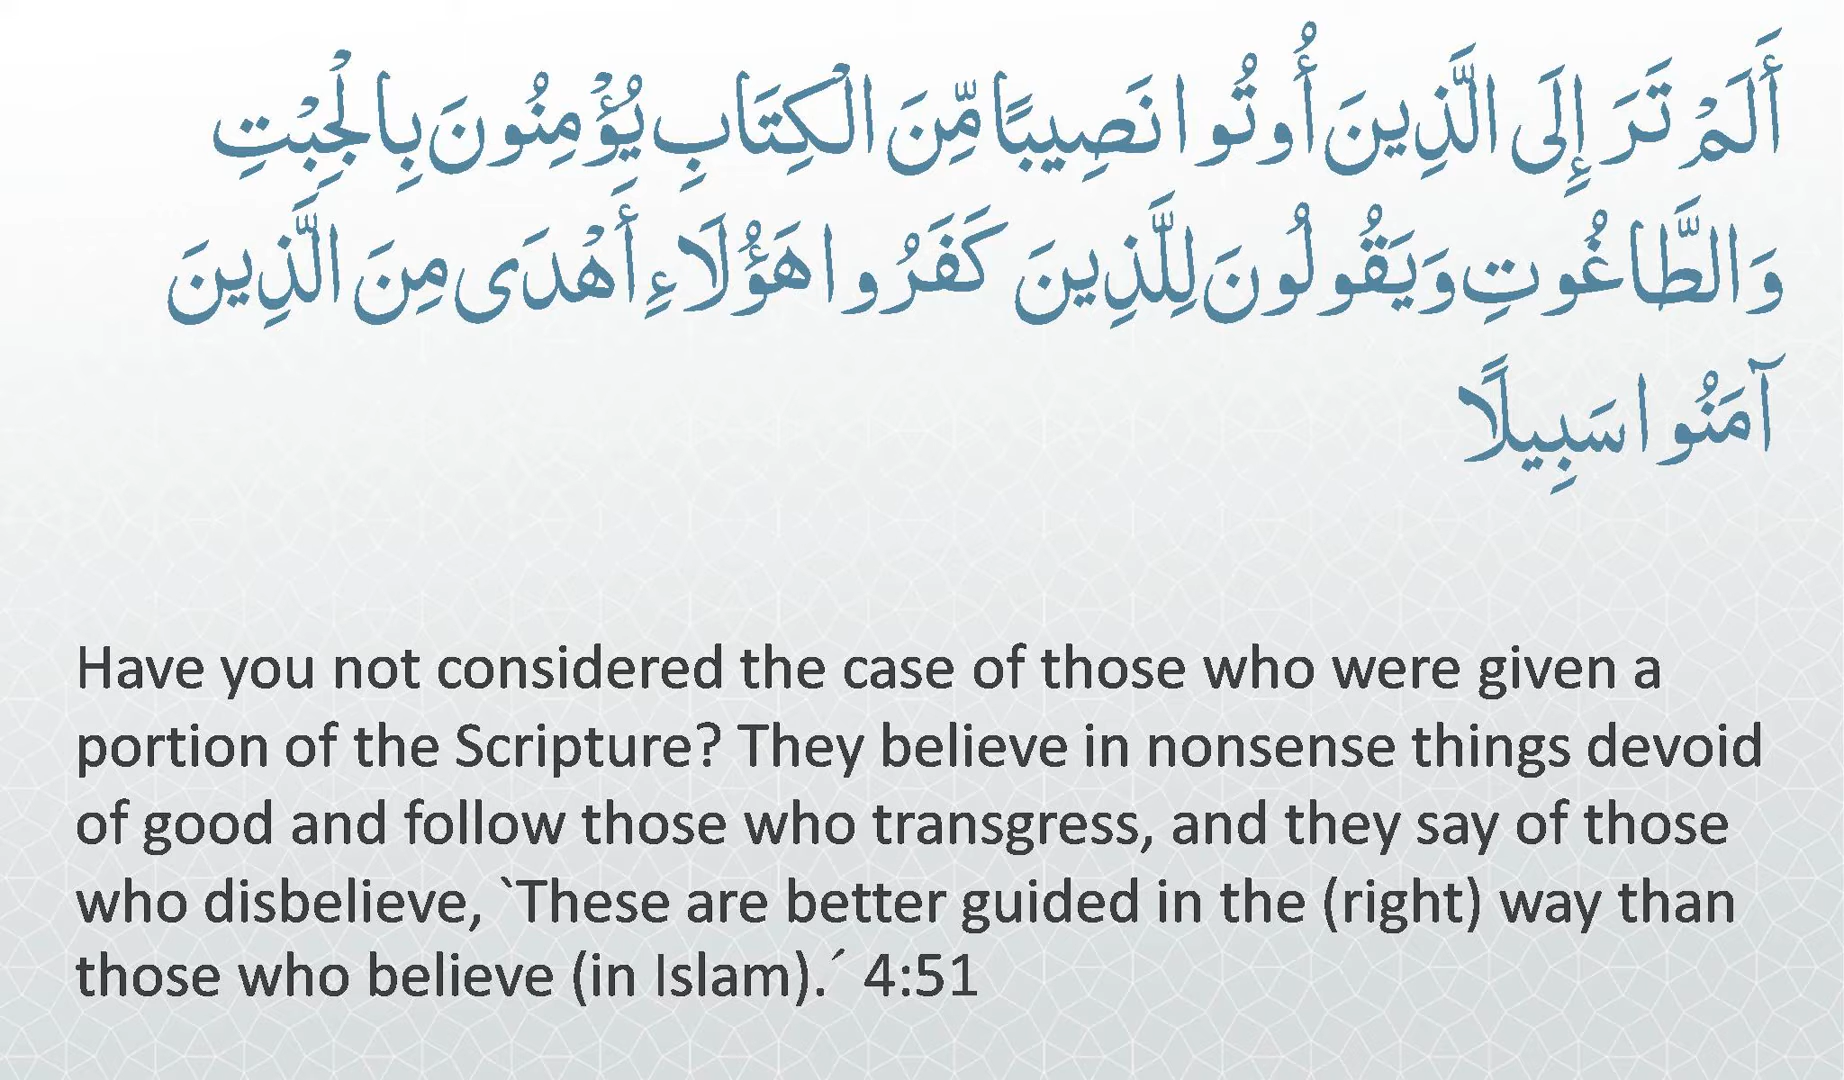 أَلَمْ تَرَ إِلَى الَّذِينَ أُوتُوا نَصِيبًا مِّنَ الْكِتَابِ يُؤْمِنُونَ بِالْجِبْتِ
وَالطَّاغُوتِ وَيَقُولُونَ لِلَّذِينَ كَفَرُوا هَؤُلَاءِ أَهْدَى مِنَ الَّذِينَ
آمَنُوا سَبِيلًا
Have you not considered the case of those who were given a
portion of the Scripture? They believe in nonsense things devoid
of good and follow those who transgress, and they say of those
who disbelieve, `These are better guided in the (right) way than
those who believe (in Islam).´ 4:51